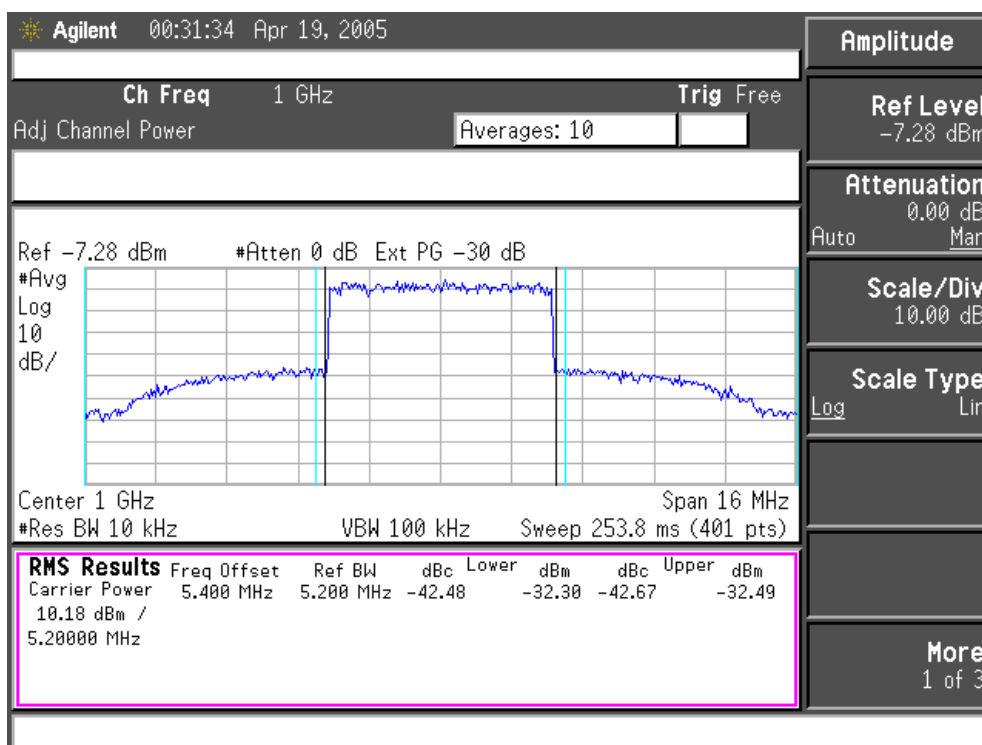 Agilent 00:31:34 Apr 19, 2005
Ch Freq 1 GHz Trig Free
Adj Channel Power Averages: 10
Ref -7.28 dBm #Atten 0 dB Ext PG -30 dB
#Avg
Log
10
dB/
Center 1 GHz Span 16 MHz
#Res BW 10 kHz VBW 100 kHz Sweep 253.8 ms (401 pts)
RMS Results Freq Offset Ref BW dBc Lower dBm dBc Upper dBm
Carrier Power 5.400 MHz 5.200 MHz -42.48 -32.30 -42.67 -32.49
10.18 dBm /
5.20000 MHz
Amplitude
Ref Level
-7.28 dBm
Attenuation
0.00 dB
Auto Man
Scale/Div
10.00 dB
Scale Type
Log Lin
More
1 of 3